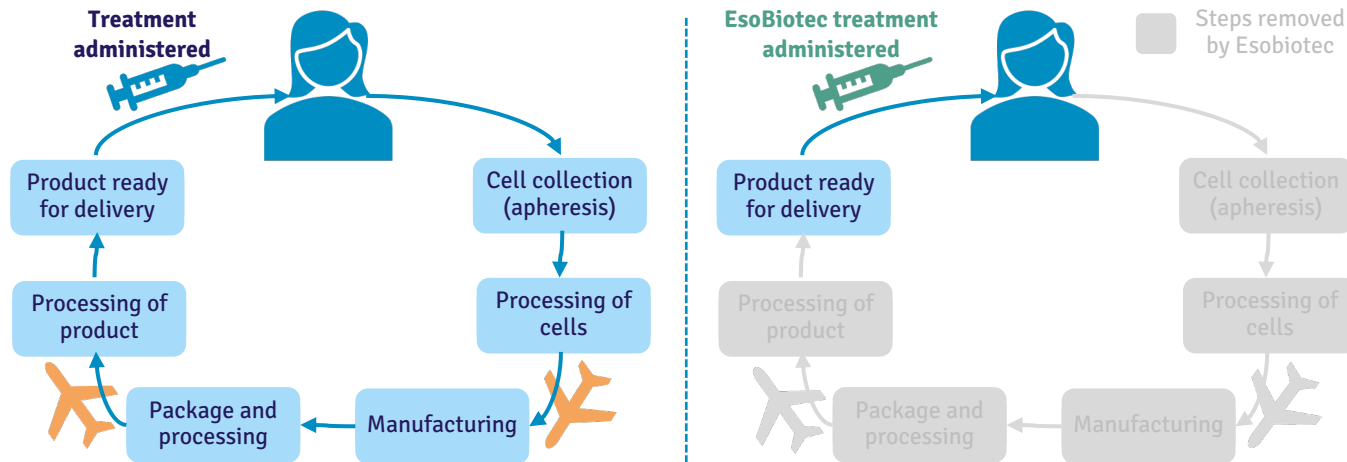 Treatment
administered
Product ready
for delivery
Cell collection
(apheresis)
Processing of
product
Processing of
cells
Package and
processing
Manufacturing
EsoBiotec treatment
administered
Steps removed
by Esobiotec
Product ready
for delivery
Cell collection
(apheresis)
Processing of
product
Processing of
cells
Package and
processing
Manufacturing